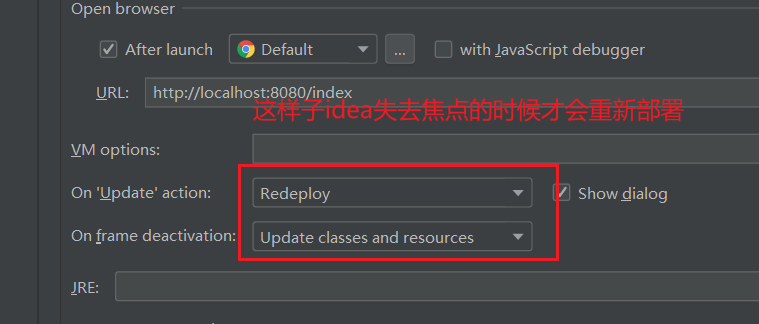 Open browser
After launch
Default
...
with JavaScript debugger
URL:
http://localhost:8080/index
这样子idea失去焦点的时候才会重新部署
VM options:
On 'Update' action:
Redeploy
Show dialog
On frame deactivation:
Update classes and resources
JRE: